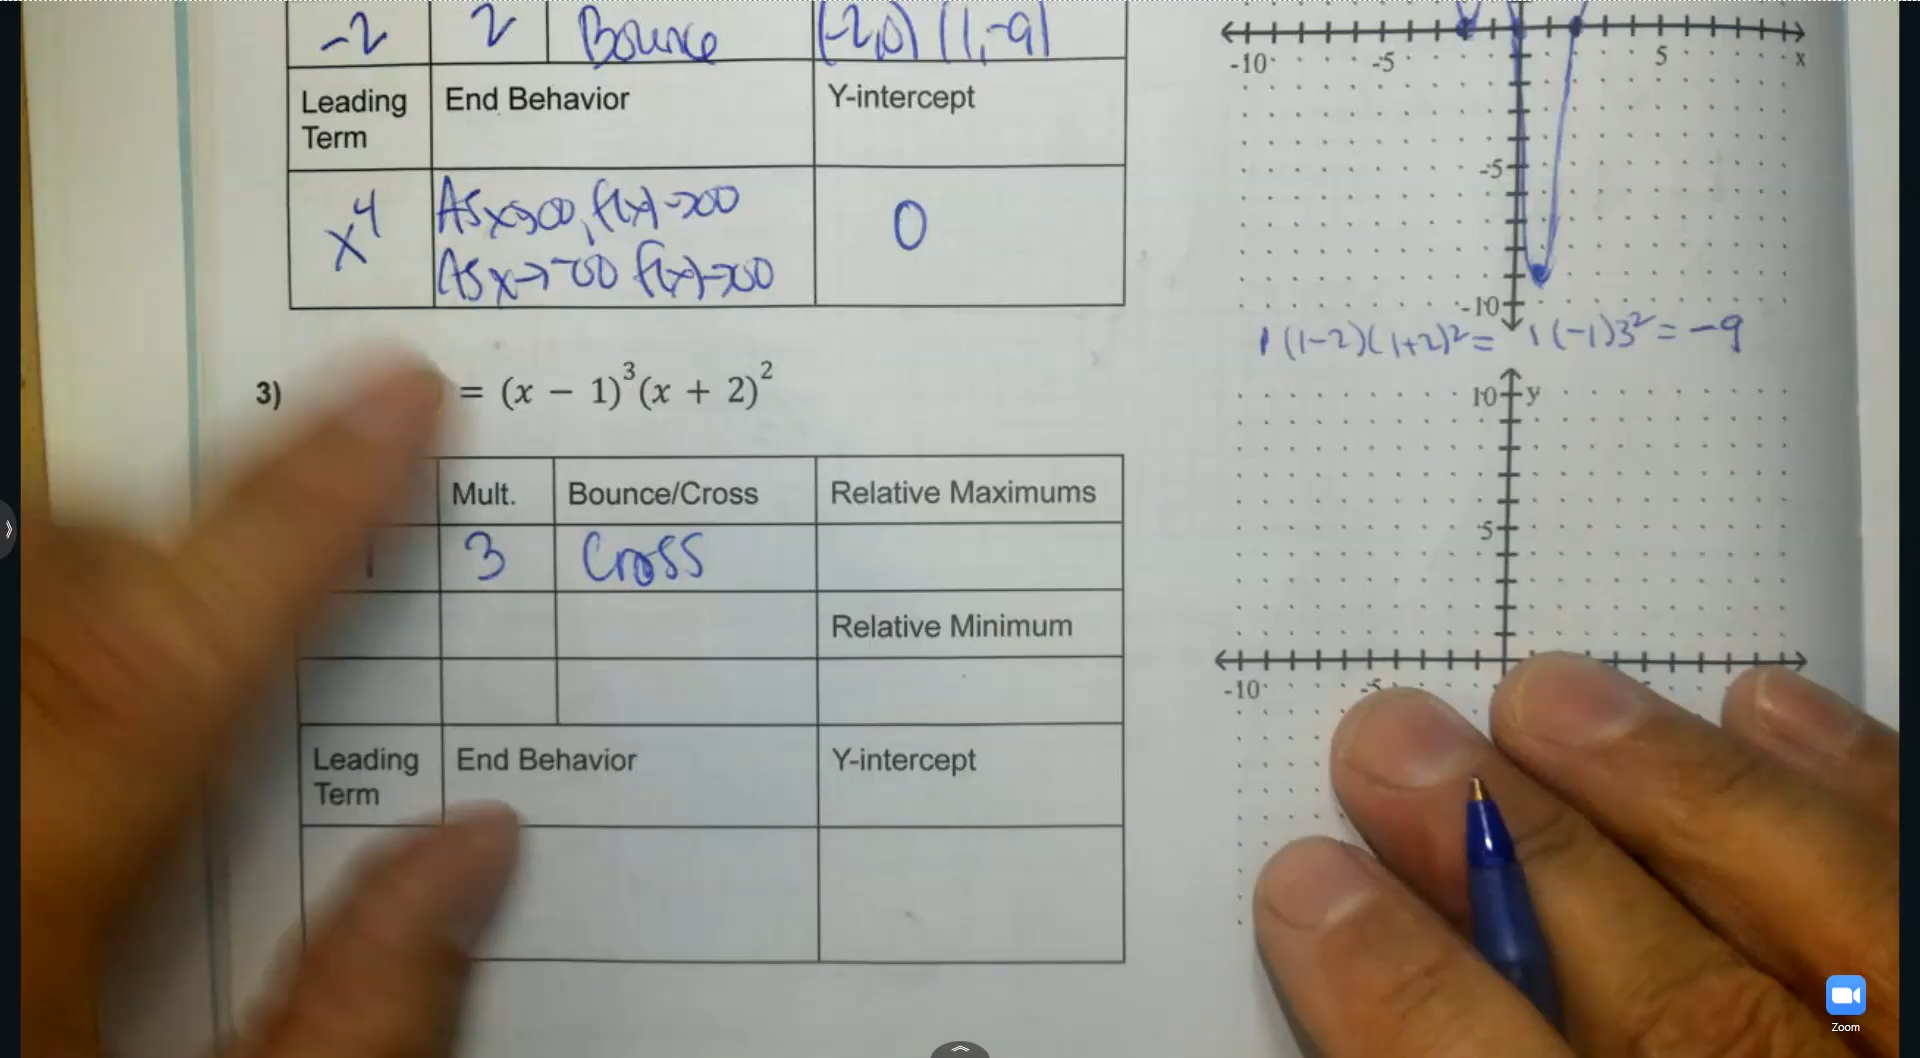 -2 2 Bounce (-2,0) (1,-9)
Leading Term End Behavior Y-intercept
x⁴ As x→∞, f(x)→∞ 0
As x→-∞ f(x)→∞
-10 -5 5 x
-5
-10
1(1-2)(1+2)²= 1(-1)3²= -9
3) = (x − 1)³(x + 2)²
Mult. Bounce/Cross Relative Maximums
1 3 Cross
Relative Minimum
Leading Term End Behavior Y-intercept
10 y
5
-10 -5
Zoom